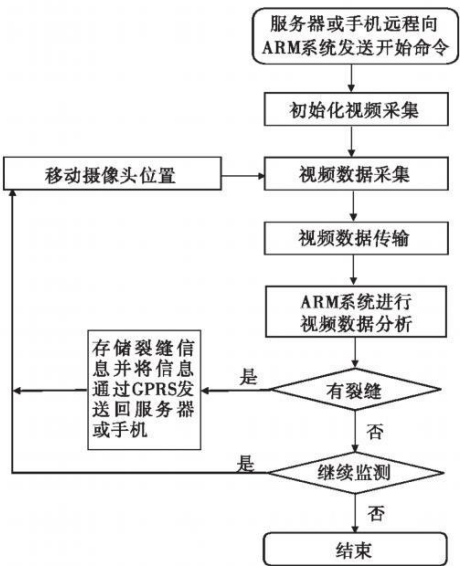 服务器或手机远程向
ARM系统发送开始命令
初始化视频采集
移动摄像头位置
视频数据采集
视频数据传输
ARM系统进行
视频数据分析
存储裂缝信
息并将信息
通过GPRS发
送回服务器
或手机
是
有裂缝
否
是
继续监测
否
结束